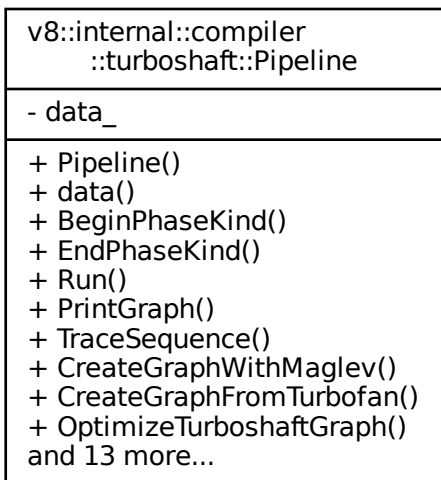 v8::internal::compiler
::turboshaft::Pipeline
- data_
+ Pipeline()
+ data()
+ BeginPhaseKind()
+ EndPhaseKind()
+ Run()
+ PrintGraph()
+ TraceSequence()
+ CreateGraphWithMaglev()
+ CreateGraphFromTurbofan()
+ OptimizeTurboshaftGraph()
and 13 more...